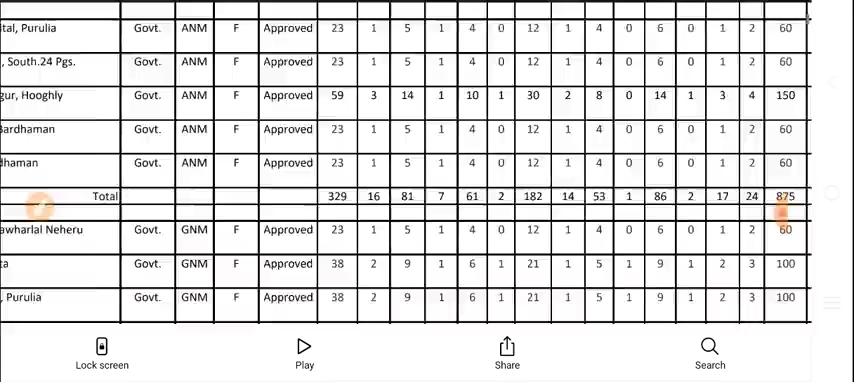 ital, Purulia Govt. ANM F Approved 23 1 5 1 4 0 12 1 4 0 6 0 1 2 60
, South.24 Pgs. Govt. ANM F Approved 23 1 5 1 4 0 12 1 4 0 6 0 1 2 60
gur, Hooghly Govt. ANM F Approved 59 3 14 1 10 1 30 2 8 0 14 1 3 4 150
Bardhaman Govt. ANM F Approved 23 1 5 1 4 0 12 1 4 0 6 0 1 2 60
dhaman Govt. ANM F Approved 23 1 5 1 4 0 12 1 4 0 6 0 1 2 60
Total 329 16 81 7 61 2 182 14 53 1 86 2 17 24 875
awharlal Neheru Govt. GNM F Approved 23 1 5 1 4 0 12 1 4 0 6 0 1 2 60
ta Govt. GNM F Approved 38 2 9 1 6 1 21 1 5 1 9 1 2 3 100
, Purulia Govt. GNM F Approved 38 2 9 1 6 1 21 1 5 1 9 1 2 3 100
Lock screen Play Share Search